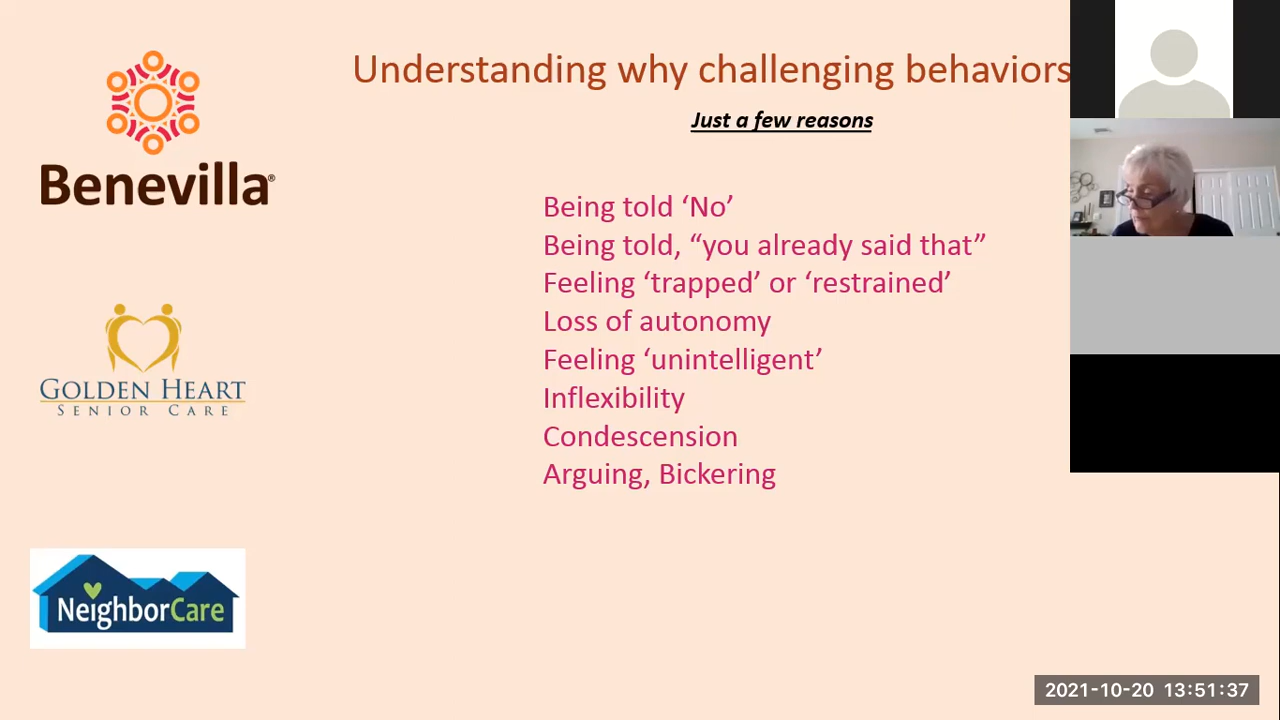 Understanding why challenging behaviors
Just a few reasons
Benevilla®
Being told ‘No’
Being told, “you already said that”
Feeling ‘trapped’ or ‘restrained’
Loss of autonomy
Feeling ‘unintelligent’
Inflexibility
Condescension
Arguing, Bickering
GOLDEN HEART
SENIOR CARE
NeighborCare
2021-10-20 13:51:37